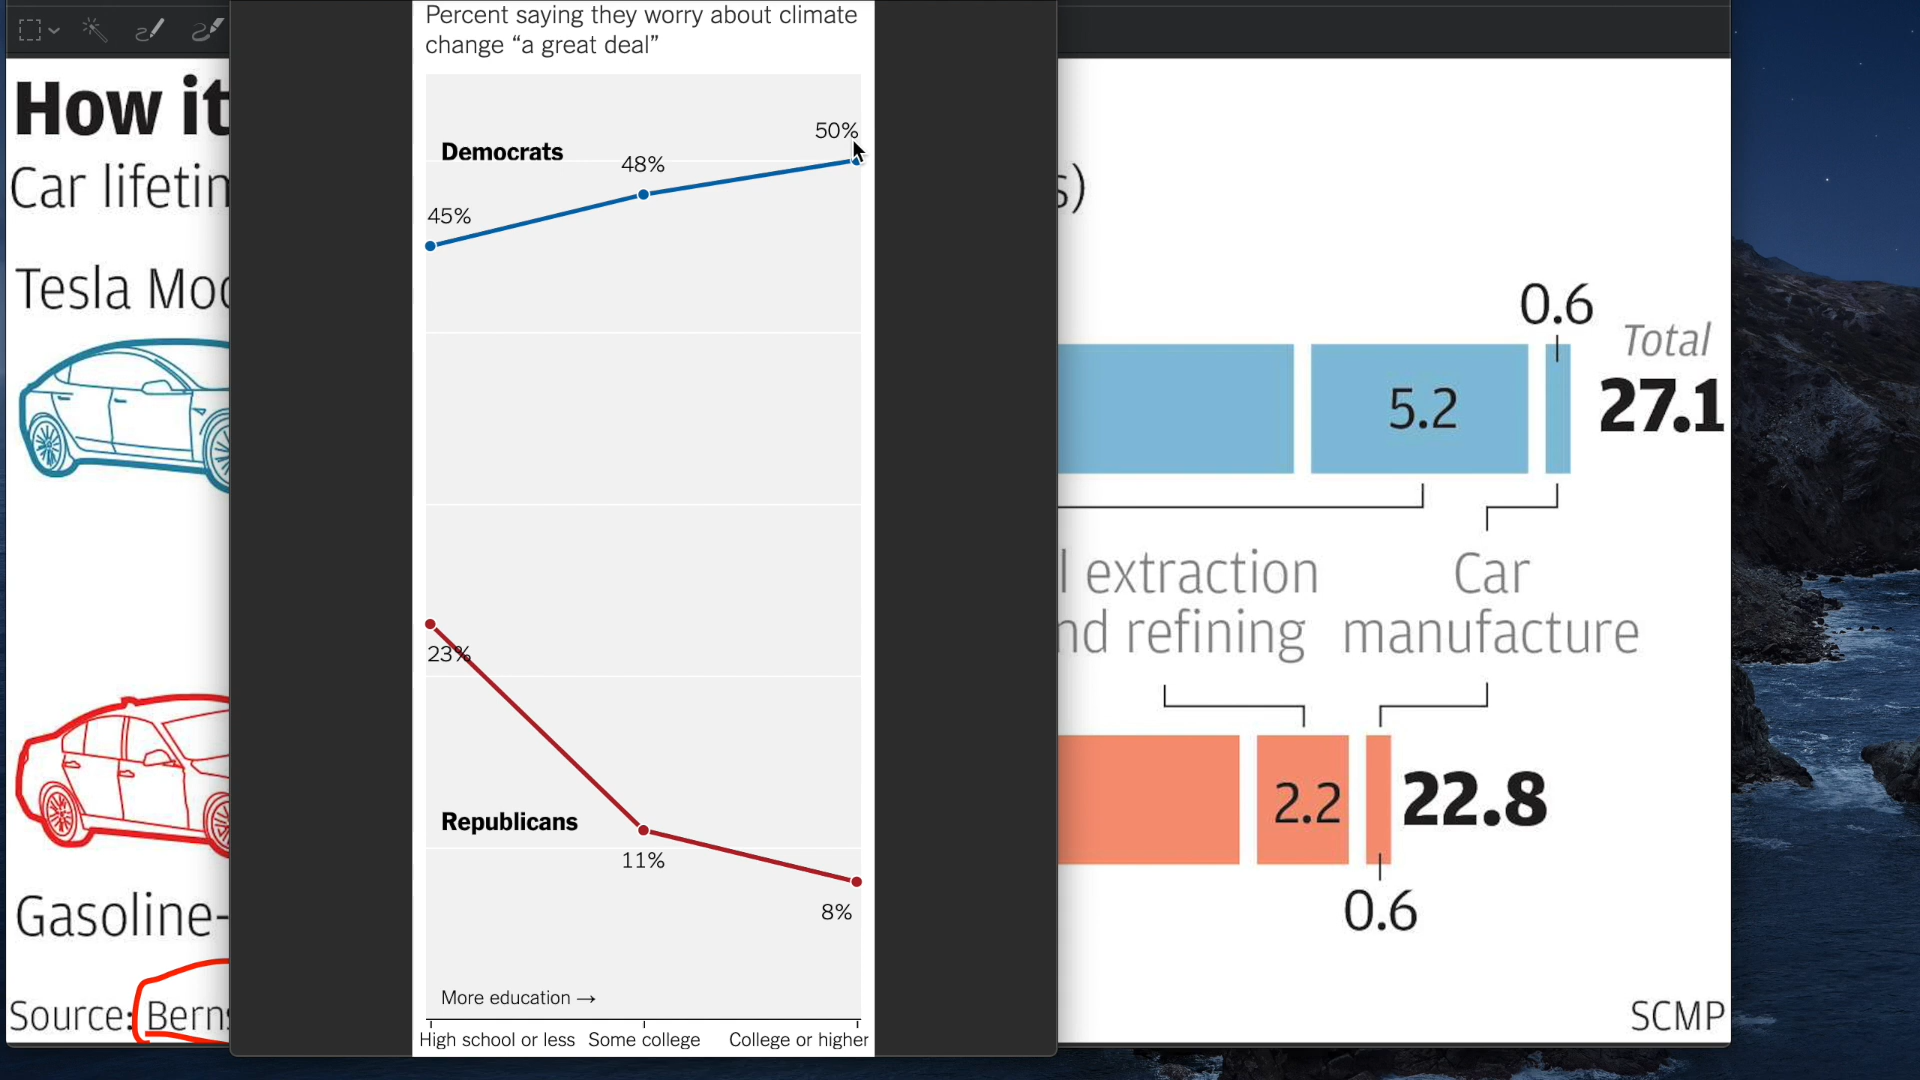 How it
Car lifetin
Tesla Mod
Gasoline-
Source: Berns
Percent saying they worry about climate
change “a great deal”
Democrats
45%
48%
50%
23%
Republicans
11%
8%
More education →
High school or less Some college College or higher
s)
0.6
Total
5.2
27.1
l extraction
nd refining
Car
manufacture
2.2
22.8
0.6
SCMP